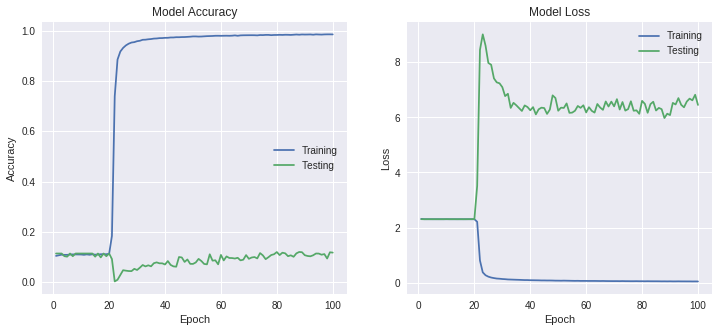 Model Accuracy
1.0
0.8
0.6
0.4
0.2
0.0
Accuracy
Training
Testing
0 20 40 60 80 100
Epoch
Model Loss
8
6
4
2
0
Loss
Training
Testing
0 20 40 60 80 100
Epoch